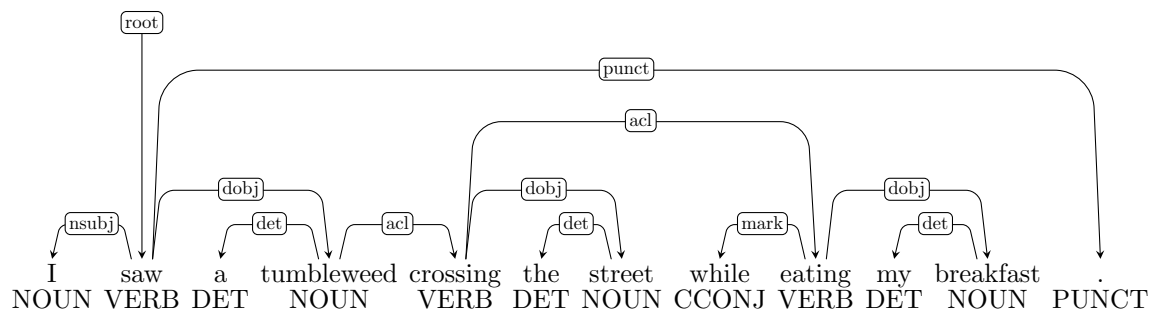 root
punct
acl
dobj dobj dobj
nsubj det acl det mark det
I saw a tumbleweed crossing the street while eating my breakfast .
NOUN VERB DET NOUN VERB DET NOUN CCONJ VERB DET NOUN PUNCT